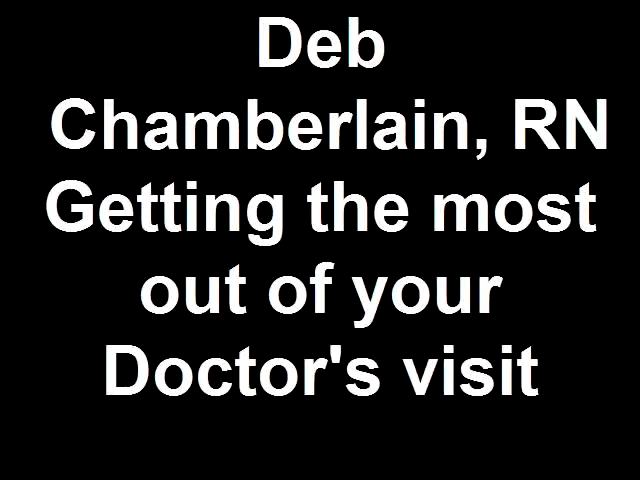 Deb
Chamberlain, RN
Getting the most
out of your
Doctor's visit